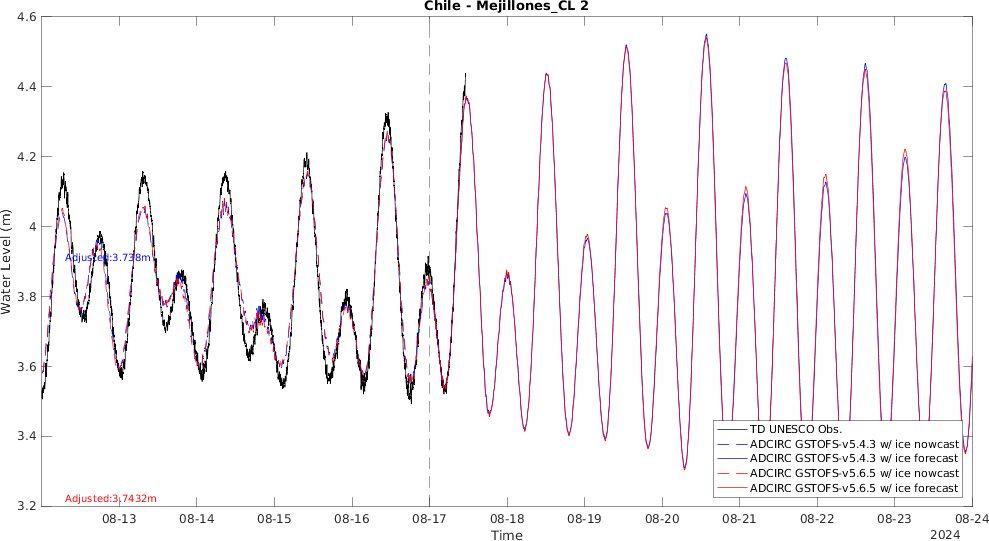 Chile - Mejillones_CL 2
4.6
4.4
4.2
4
3.8
3.6
3.4
3.2
Water Level (m)
Adjusted:3.738m
Adjusted:3.7432m
TD UNESCO Obs.
ADCIRC GSTOFS-v5.4.3 w/ ice nowcast
ADCIRC GSTOFS-v5.4.3 w/ ice forecast
ADCIRC GSTOFS-v5.6.5 w/ ice nowcast
ADCIRC GSTOFS-v5.6.5 w/ ice forecast
08-13 08-14 08-15 08-16 08-17 08-18 08-19 08-20 08-21 08-22 08-23 08-24
Time
2024